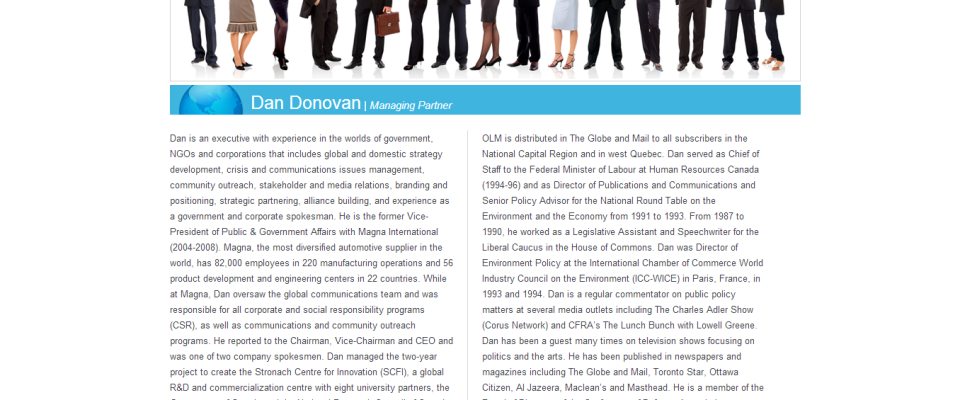 Dan Donovan | Managing Partner
Dan is an executive with experience in the worlds of government,
NGOs and corporations that includes global and domestic strategy
development, crisis and communications issues management,
community outreach, stakeholder and media relations, branding and
positioning, strategic partnering, alliance building, and experience as
a government and corporate spokesman. He is the former Vice-
President of Public & Government Affairs with Magna International
(2004-2008). Magna, the most diversified automotive supplier in the
world, has 82,000 employees in 220 manufacturing operations and 56
product development and engineering centers in 22 countries. While
at Magna, Dan oversaw the global communications team and was
responsible for all corporate and social responsibility programs
(CSR), as well as communications and community outreach
programs. He reported to the Chairman, Vice-Chairman and CEO and
was one of two company spokesmen. Dan managed the two-year
project to create the Stronach Centre for Innovation (SCFI), a global
R&D and commercialization centre with eight university partners, the
OLM is distributed in The Globe and Mail to all subscribers in the
National Capital Region and in west Quebec. Dan served as Chief of
Staff to the Federal Minister of Labour at Human Resources Canada
(1994-96) and as Director of Publications and Communications and
Senior Policy Advisor for the National Round Table on the
Environment and the Economy from 1991 to 1993. From 1987 to
1990, he worked as a Legislative Assistant and Speechwriter for the
Liberal Caucus in the House of Commons. Dan was Director of
Environment Policy at the International Chamber of Commerce World
Industry Council on the Environment (ICC-WICE) in Paris, France, in
1993 and 1994. Dan is a regular commentator on public policy
matters at several media outlets including The Charles Adler Show
(Corus Network) and CFRA's The Lunch Bunch with Lowell Greene.
Dan has been a guest many times on television shows focusing on
politics and the arts. He has been published in newspapers and
magazines including The Globe and Mail, Toronto Star, Ottawa
Citizen, Al Jazeera, Maclean's and Masthead. He is a member of the